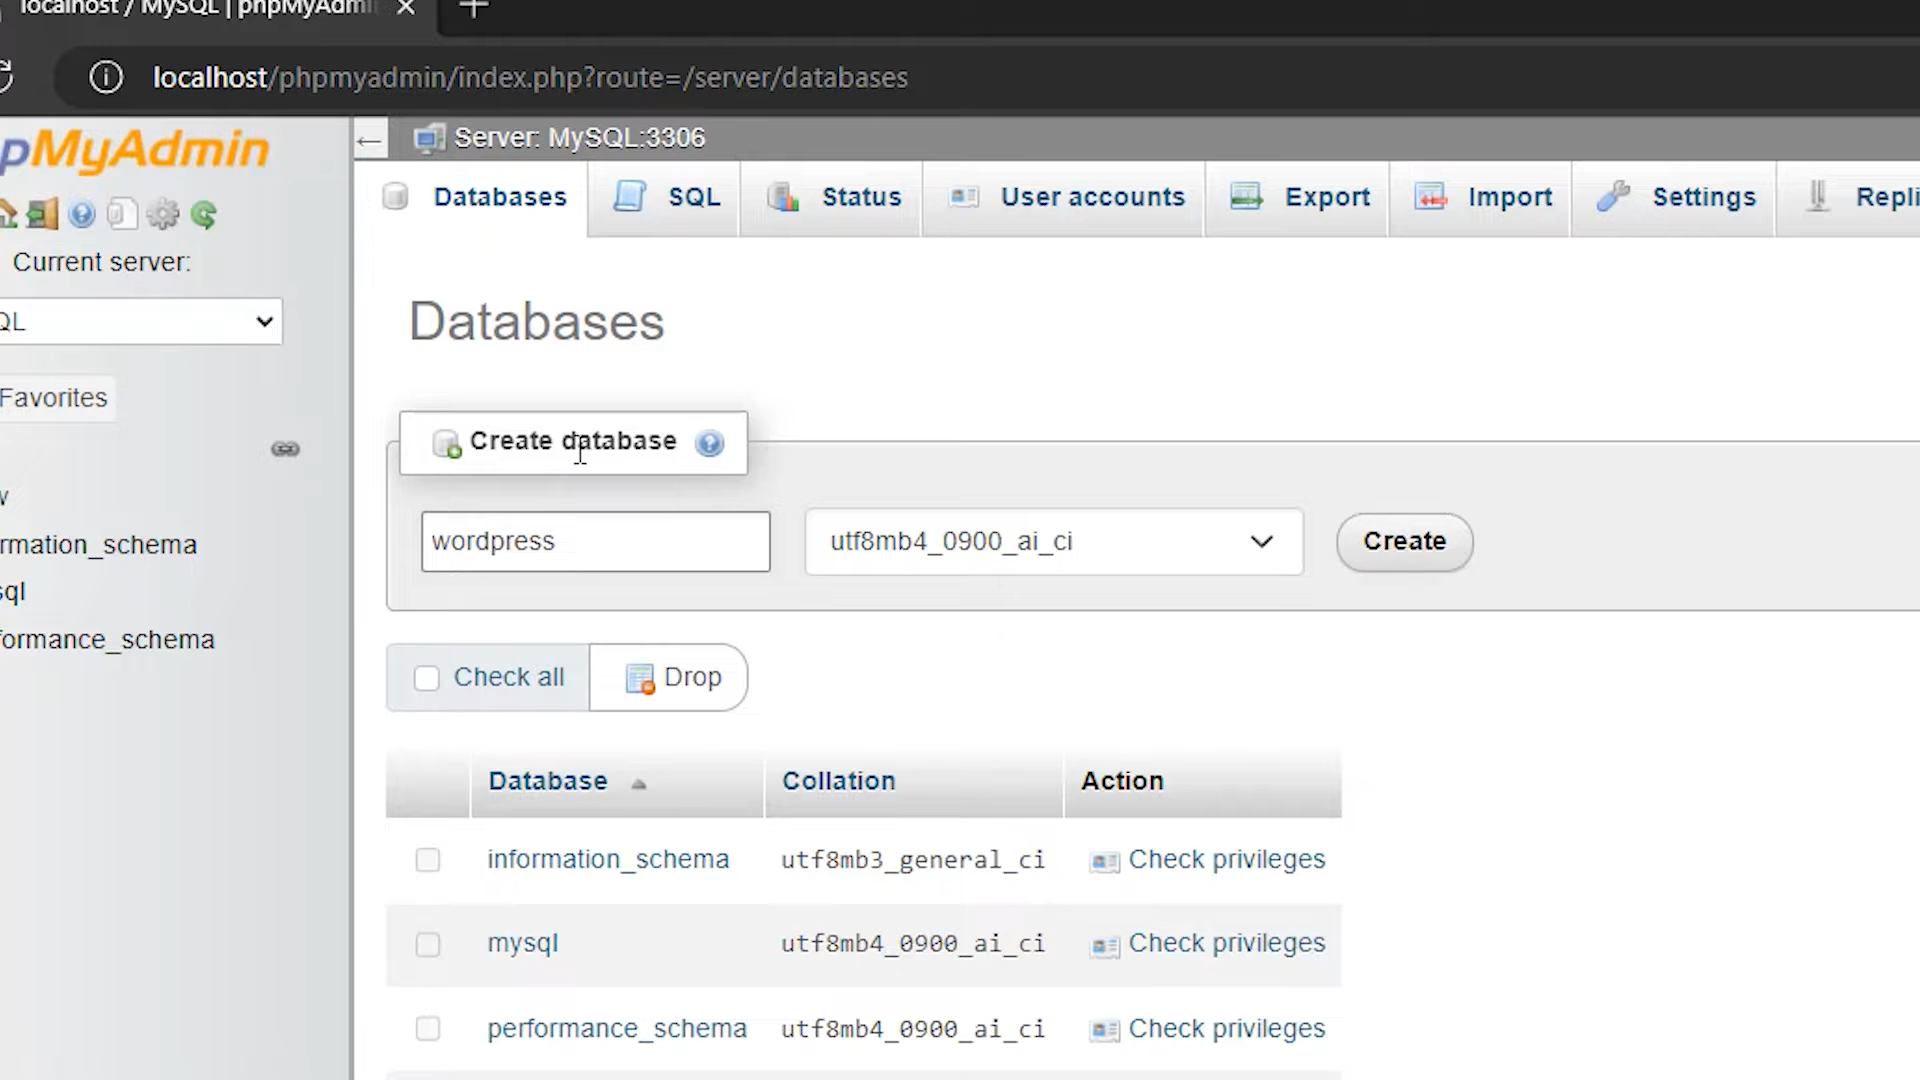 localhost / MySQL | phpMyAdmi
localhost/phpmyadmin/index.php?route=/server/databases
pMyAdmin
Server: MySQL:3306
Databases SQL Status User accounts Export Import Settings Repli
Current server:
QL
Databases
Favorites
Create database
wordpress utf8mb4_0900_ai_ci Create
w
rmation_schema
sql
formance_schema
Check all Drop
Database Collation Action
information_schema utf8mb3_general_ci Check privileges
mysql utf8mb4_0900_ai_ci Check privileges
performance_schema utf8mb4_0900_ai_ci Check privileges